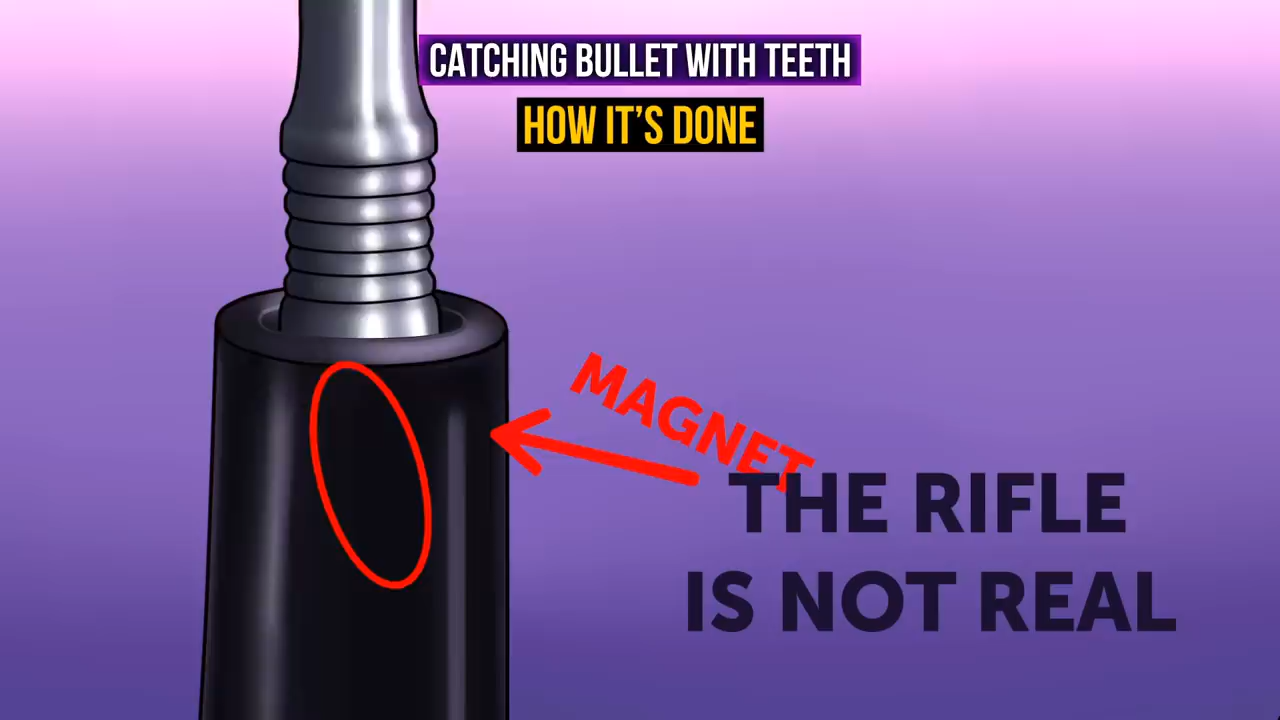 CATCHING BULLET WITH TEETH
HOW IT'S DONE
MAGNET
THE RIFLE
IS NOT REAL